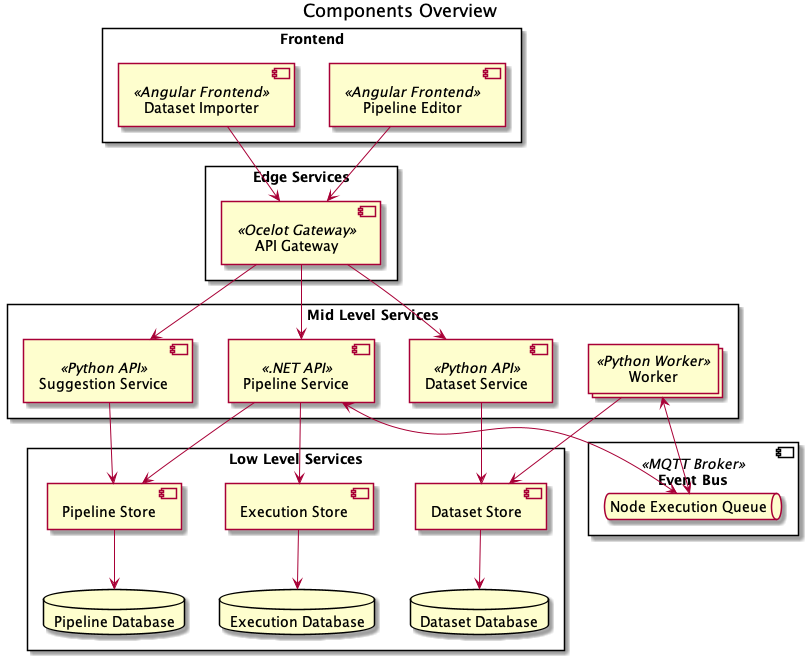 Components Overview
Frontend
«Angular Frontend»
Dataset Importer
«Angular Frontend»
Pipeline Editor
Edge Services
«Ocelot Gateway»
API Gateway
Mid Level Services
«Python API»
Suggestion Service
«.NET API»
Pipeline Service
«Python API»
Dataset Service
«Python Worker»
Worker
Low Level Services
Pipeline Store
Execution Store
Dataset Store
«MQTT Broker»
Event Bus
Node Execution Queue
Pipeline Database
Execution Database
Dataset Database